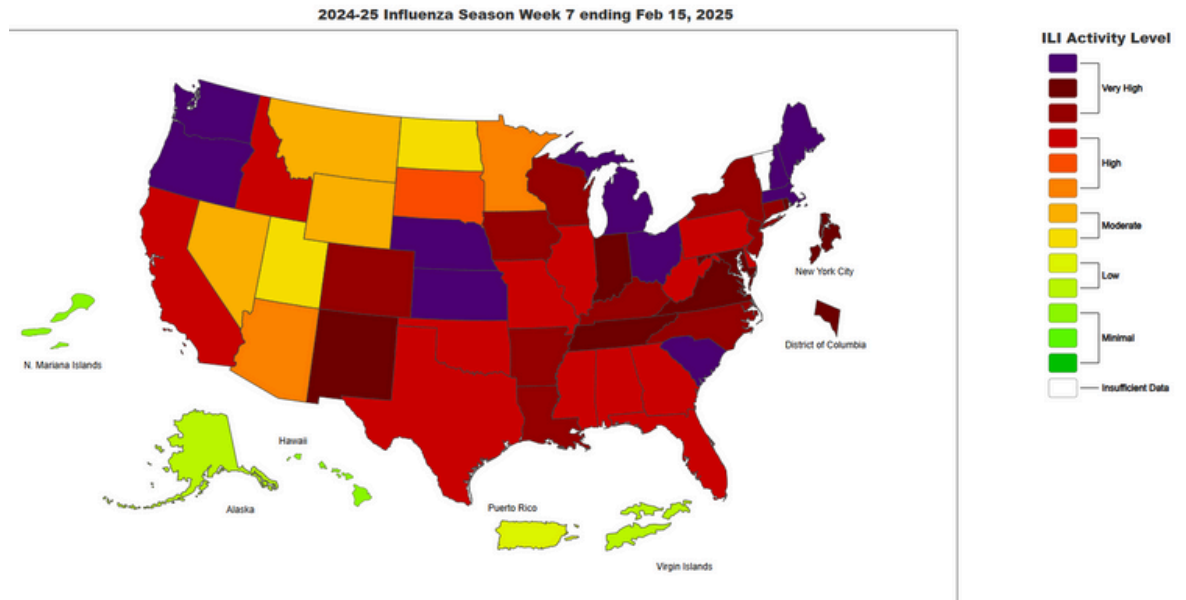 2024-25 Influenza Season Week 7 ending Feb 15, 2025
ILI Activity Level
Very High
High
Moderate
Low
Minimal
Insufficient Data
New York City
District of Columbia
N. Mariana Islands
Hawaii
Alaska
Puerto Rico
Virgin Islands